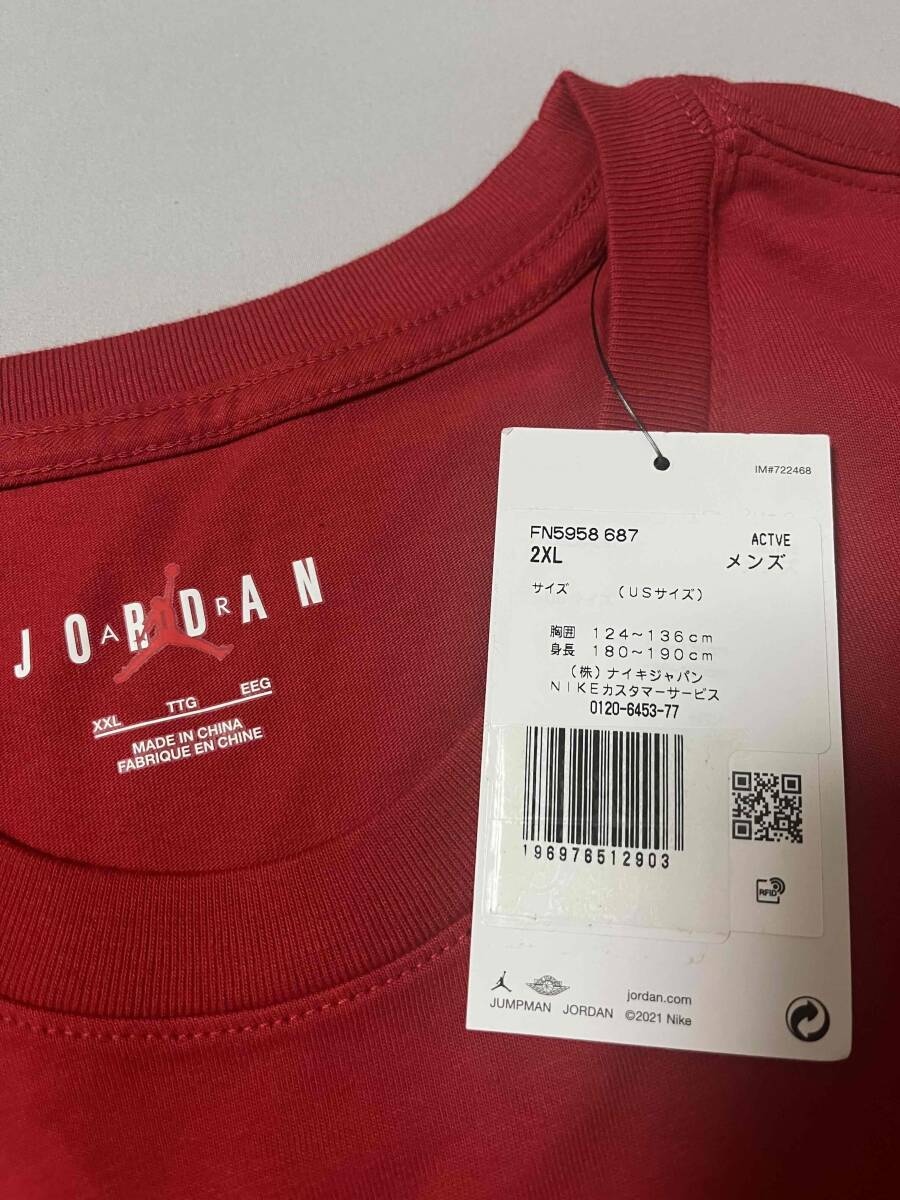 JORDAN
AIR
XXL TTG EEG
MADE IN CHINA
FABRIQUE EN CHINE
IM#722468
FN5958 687
ACTVE
2XL
メンズ
サイズ (USサイズ)
胸囲 124~136cm
身長 180~190cm
(株)ナイキジャパン
NIKEカスタマーサービス
0120-6453-77
196976512903
RFID
JUMPMAN JORDAN
jordan.com
©2021 Nike